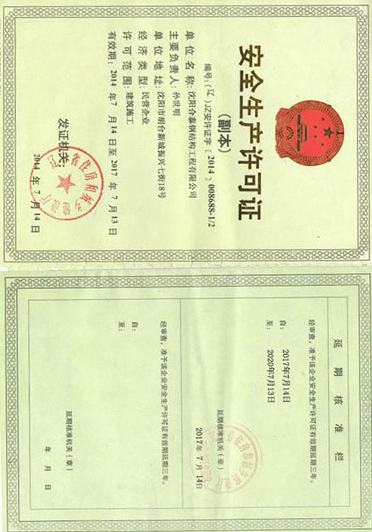 安全生产许可证
(副本)
编号:(辽)JZ安许证字〔2014〕008688-1/2
单位名称:沈阳合泰钢结构工程有限公司
主要负责人:孙世明
单位地址:沈阳市胡台新城振兴七街18号
经济类型:民营企业
许可范围:建筑施工
有效期:2014年7月14日至2017年7月13日
发证机关:
2014年7月14日
延期核准栏
经审查,准予该企业安全生产许可证有效期延期三年。
自:2017年7月14日
至:2020年7月13日
延期核准机关(章)
2017年7月14日
经审查,准予该企业安全生产许可证有效期延期三年。
自:
至:
延期核准机关(章)
年 月 日